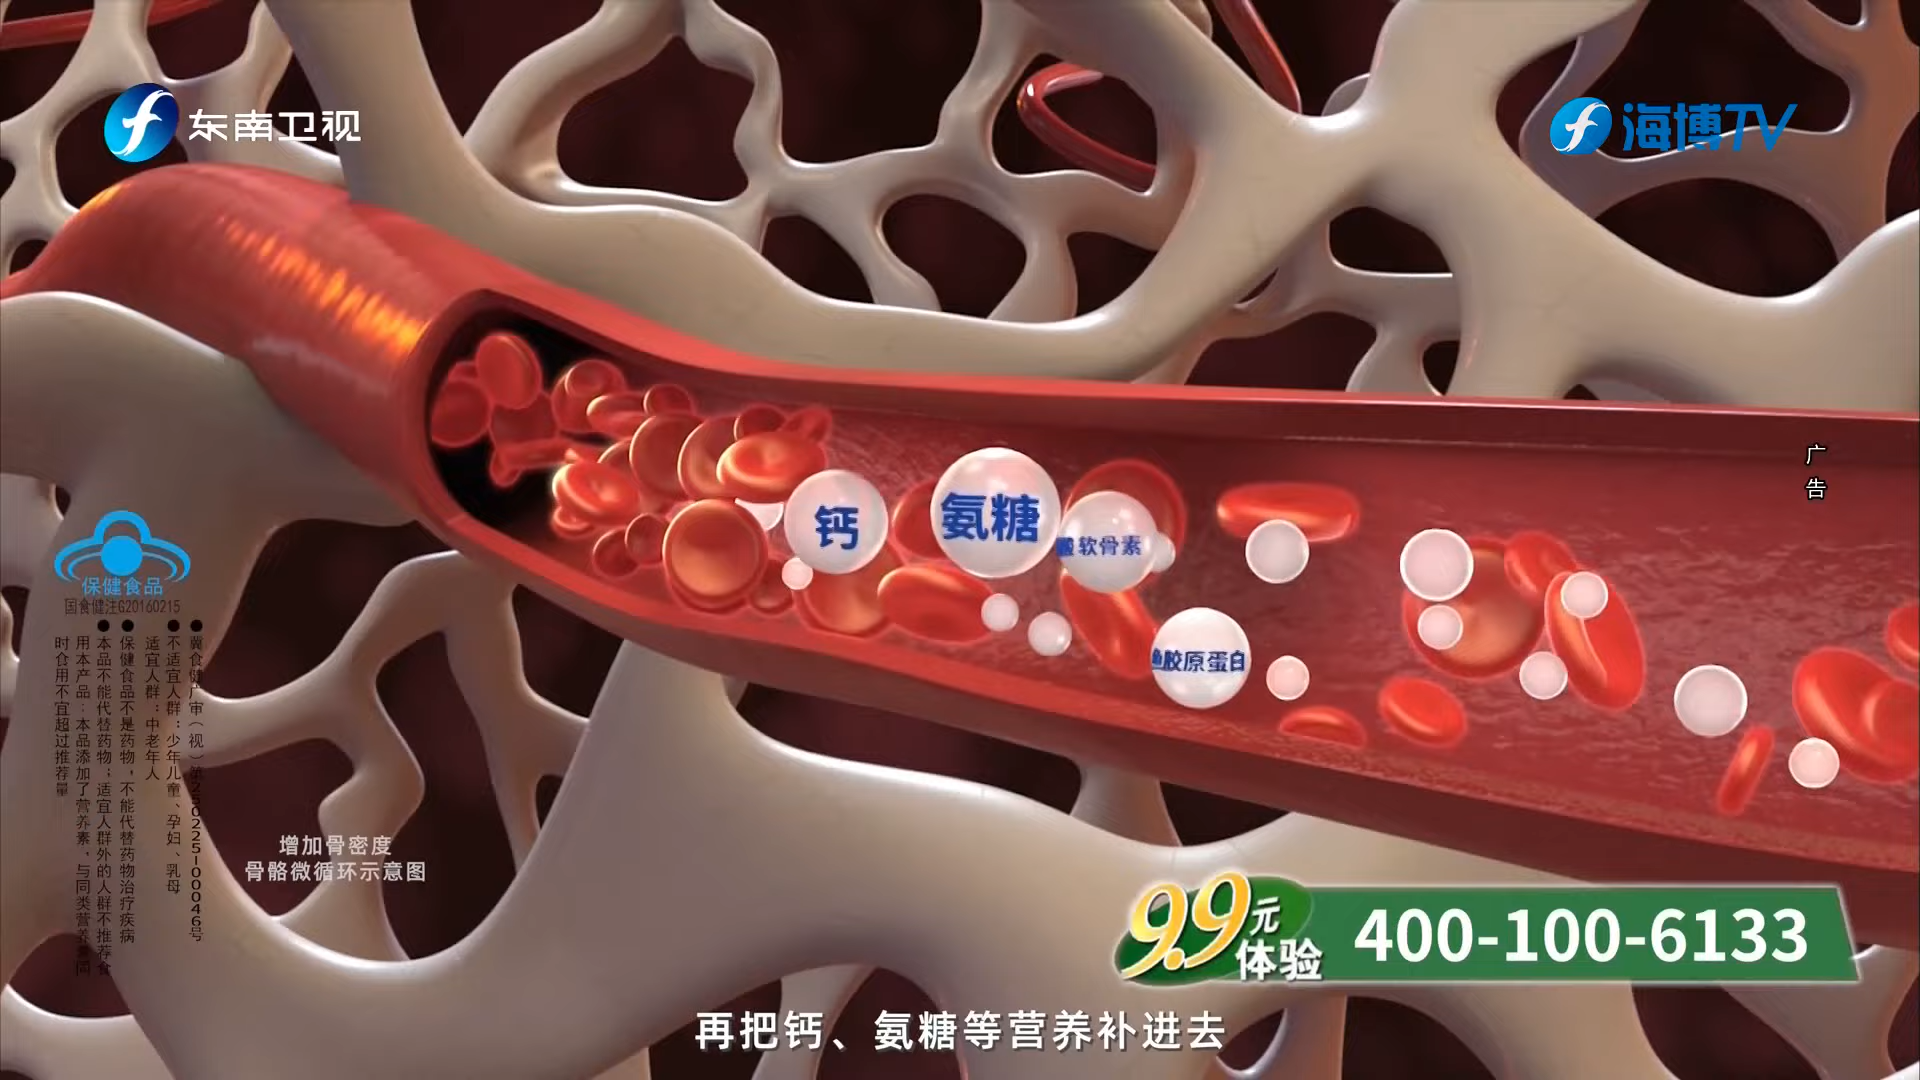 东南卫视
海博TV
广告
钙
氨糖
酸软骨素
鱼胶原蛋白
保健食品
国食健注G20160215
●冀食健广审（视）第250225-00046号
●不适宜人群：少年儿童、孕妇、乳母
适宜人群：中老年人
●保健食品不是药物，不能代替药物治疗疾病
●本品不能代替药物；适宜人群外的人群不推荐食
用本产品；本品添加了营养素，与同类营养素同
时食用不宜超过推荐量
增加骨密度
骨骼微循环示意图
9.9元
体验
400-100-6133
再把钙、氨糖等营养补进去